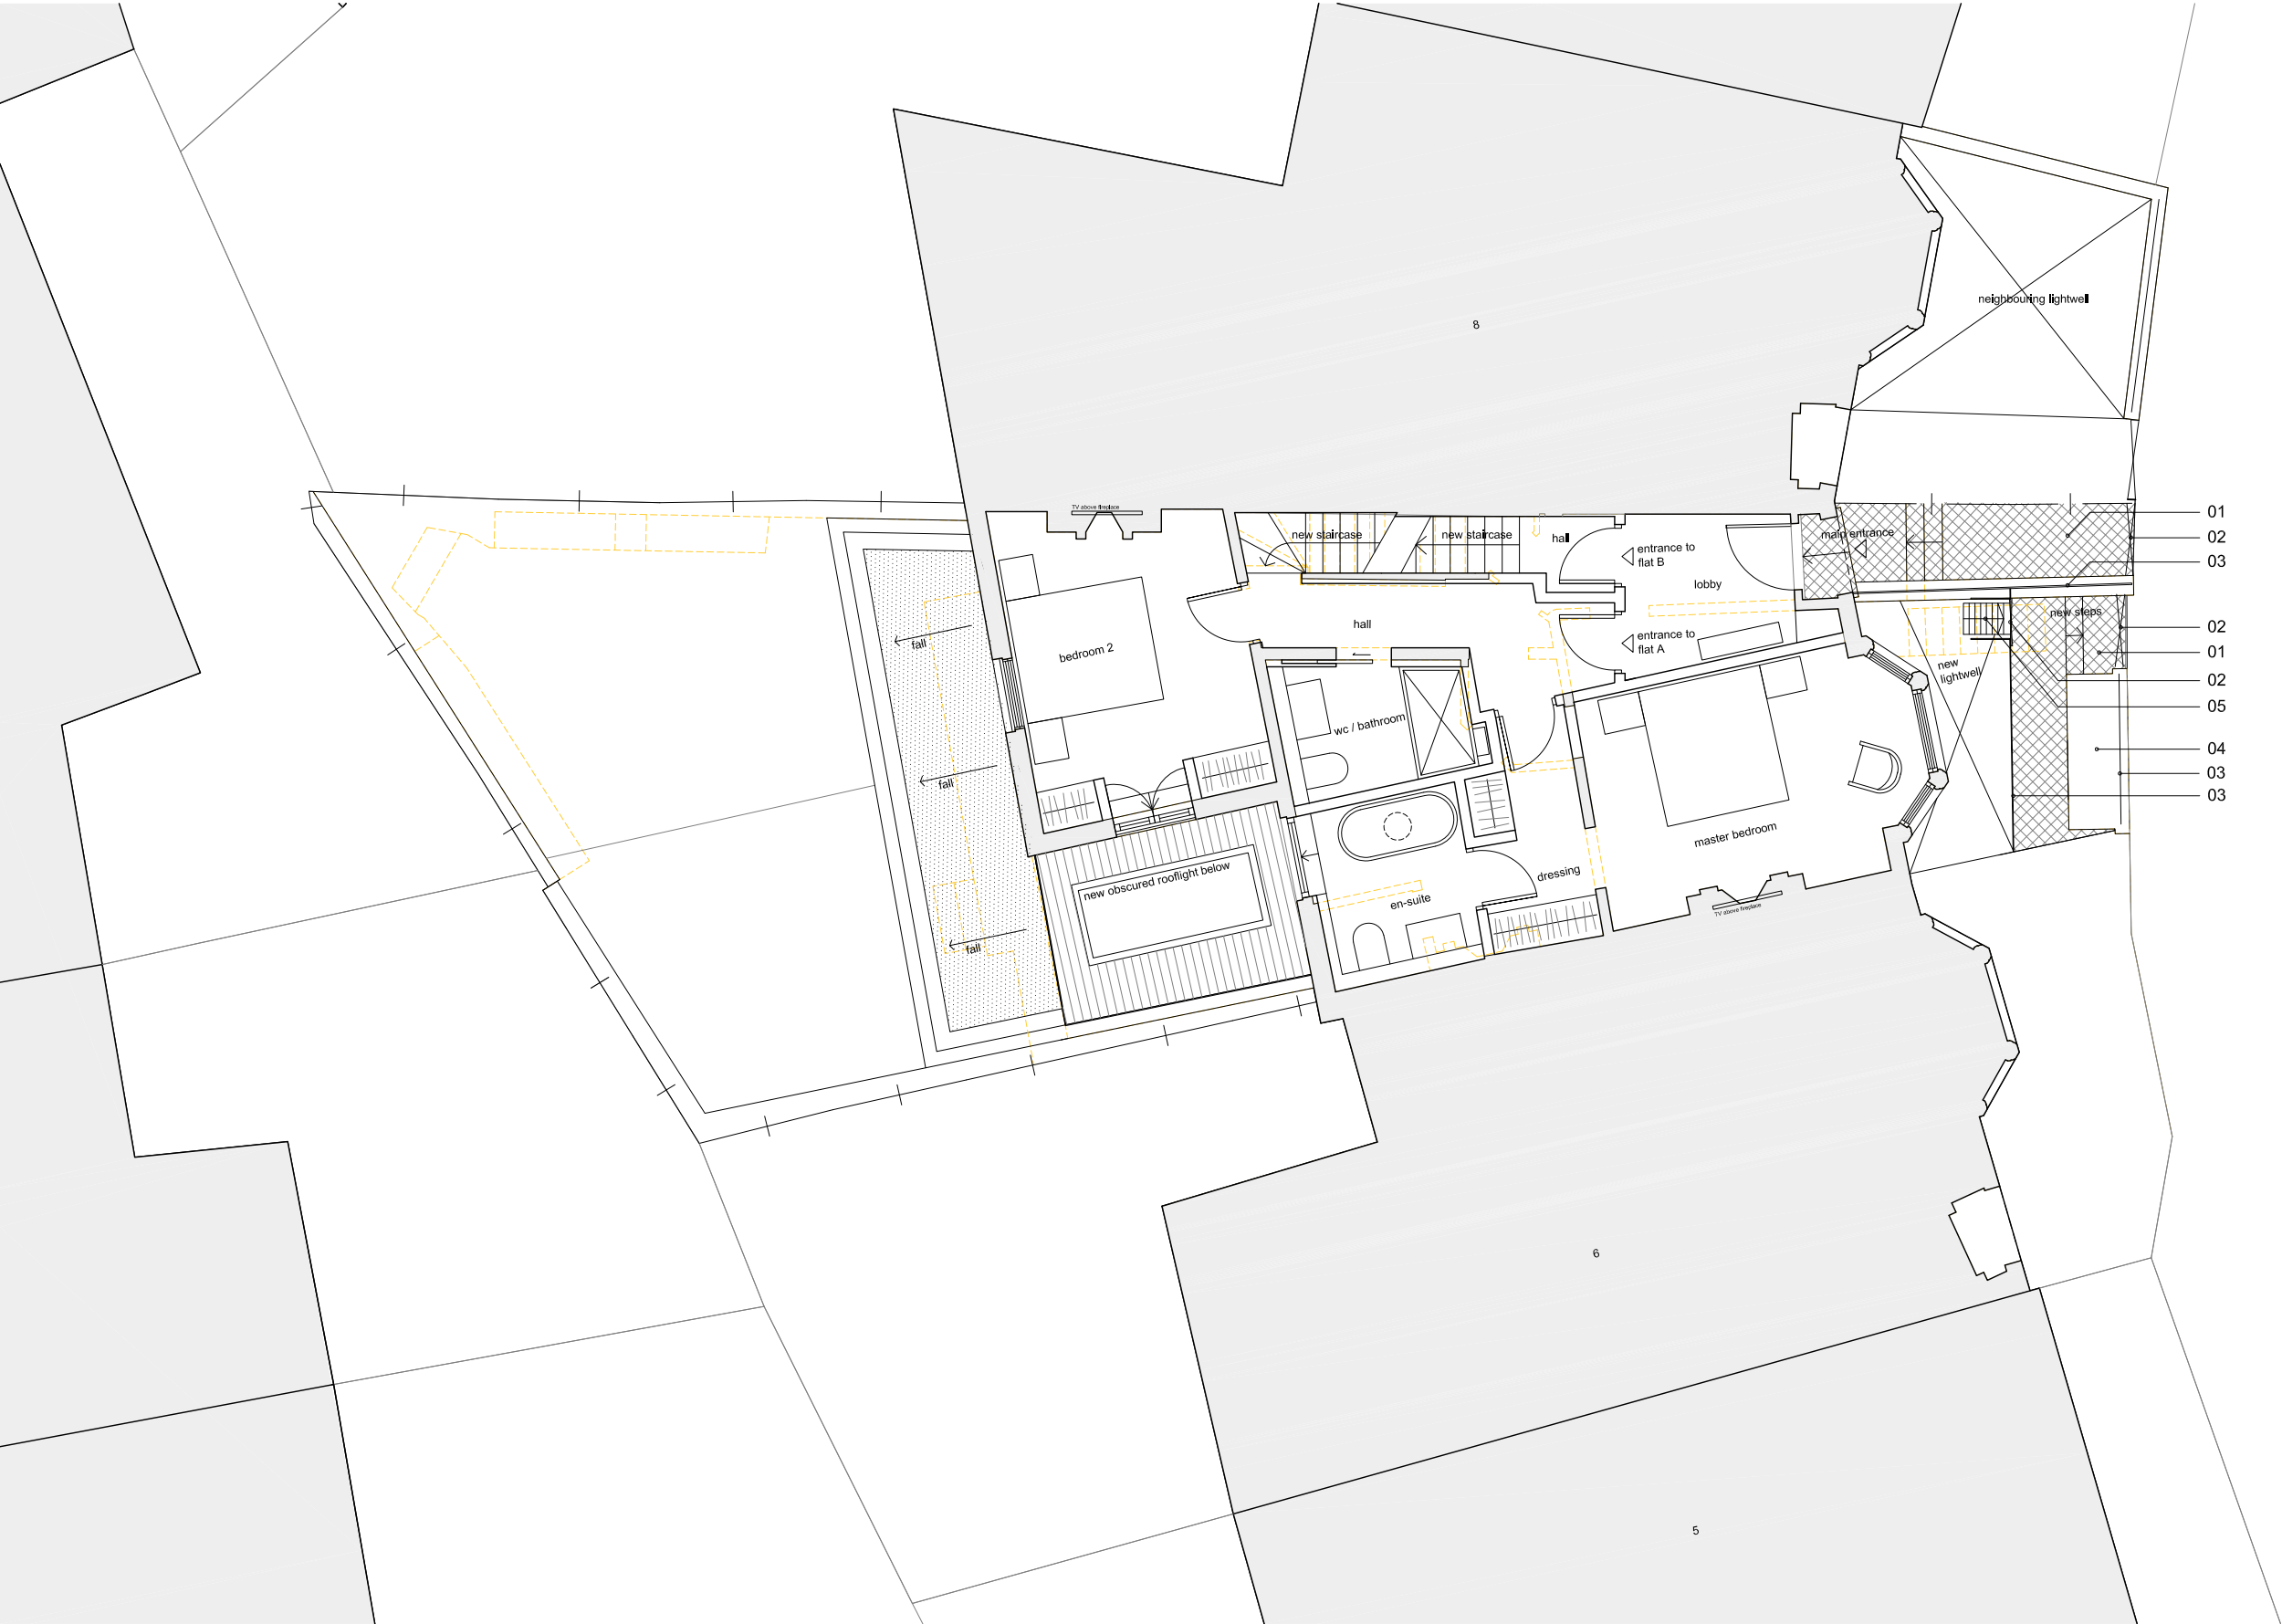 neighbouring lightwell
8
TV above fireplace
01
new staircase
new staircase
hall
main entrance
02
entrance to
flat B
03
lobby
new steps
hall
02
fall
bedroom 2
entrance to
flat A
01
new
lightwell
02
05
wc / bathroom
04
fall
03
03
master bedroom
new obscured rooflight below
dressing
en-suite
TV above fireplace
fall
6
5